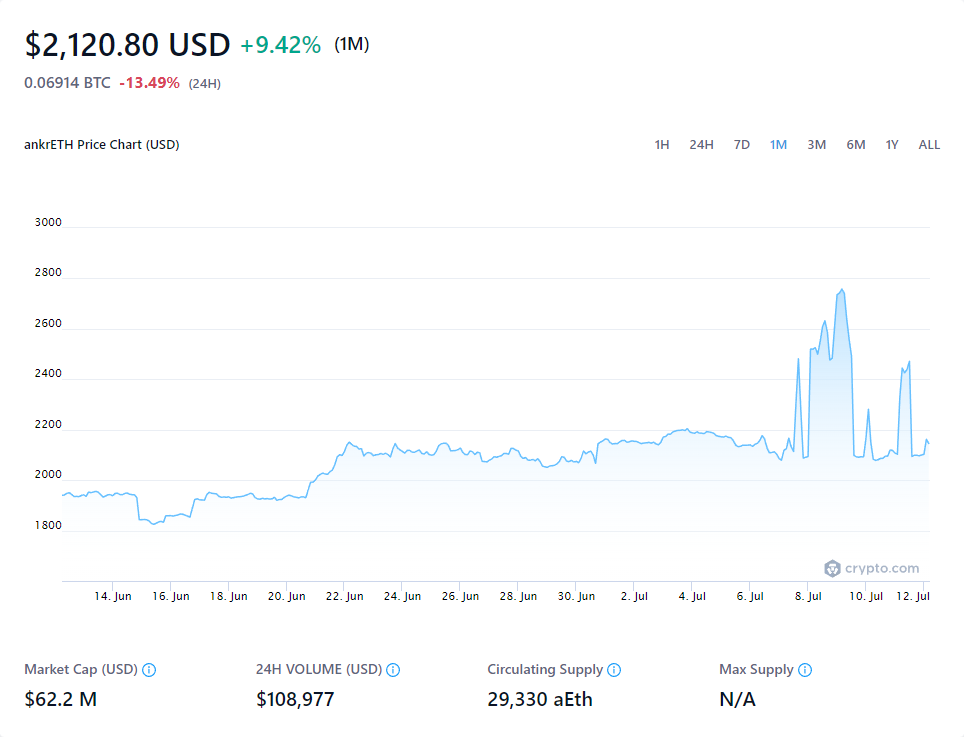 $2,120.80 USD +9.42% (1M)
0.06914 BTC -13.49% (24H)
ankrETH Price Chart (USD) 1H 24H 7D 1M 3M 6M 1Y ALL
3000
2800
2600
2400
2200
2000
1800
crypto.com
14. Jun 16. Jun 18. Jun 20. Jun 22. Jun 24. Jun 26. Jun 28. Jun 30. Jun 2. Jul 4. Jul 6. Jul 8. Jul 10. Jul 12. Jul
Market Cap (USD) 24H VOLUME (USD) Circulating Supply Max Supply
$62.2 M $108,977 29,330 aEth N/A